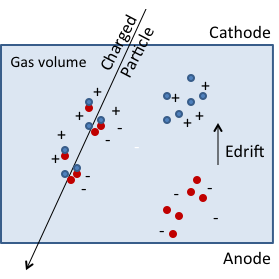 Cathode
Charged
Particle
Gas volume
+
+
+
+
+
+
+
+
+
-
-
-
-
Edrift
-
-
-
-
Anode